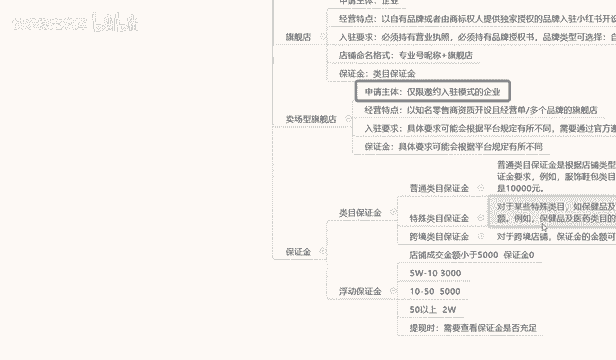 申请主体：企业
经营特点：以自有品牌或者由商标权人提供独家授权的品牌入驻小红书开设
旗舰店
入驻要求：必须持有营业执照，必须持有品牌授权书，品牌类型可选择：自
店铺命名格式：专业号昵称+旗舰店
保证金：类目保证金
申请主体：仅限邀约入驻模式的企业
经营特点：以知名零售商资质开设且经营单/多个品牌的旗舰店
卖场型旗舰店
入驻要求：具体要求可能会根据平台规定有所不同，需要通过官方邀
保证金：具体要求可能会根据平台规定有所不同
普通类目保证金是根据店铺类型
证金要求，例如，服饰鞋包类目
是10000元。
普通类目保证金
类目保证金
特殊类目保证金
对于某些特殊类目，如保健品及
额。例如，保健品及医药类目的
跨境类目保证金
对于跨境店铺，保证金的金额可
保证金
店铺成交金额小于5000 保证金0
5W-10 3000
浮动保证金
10-50 5000
50以上 2W
提现时：需要查看保证金是否充足